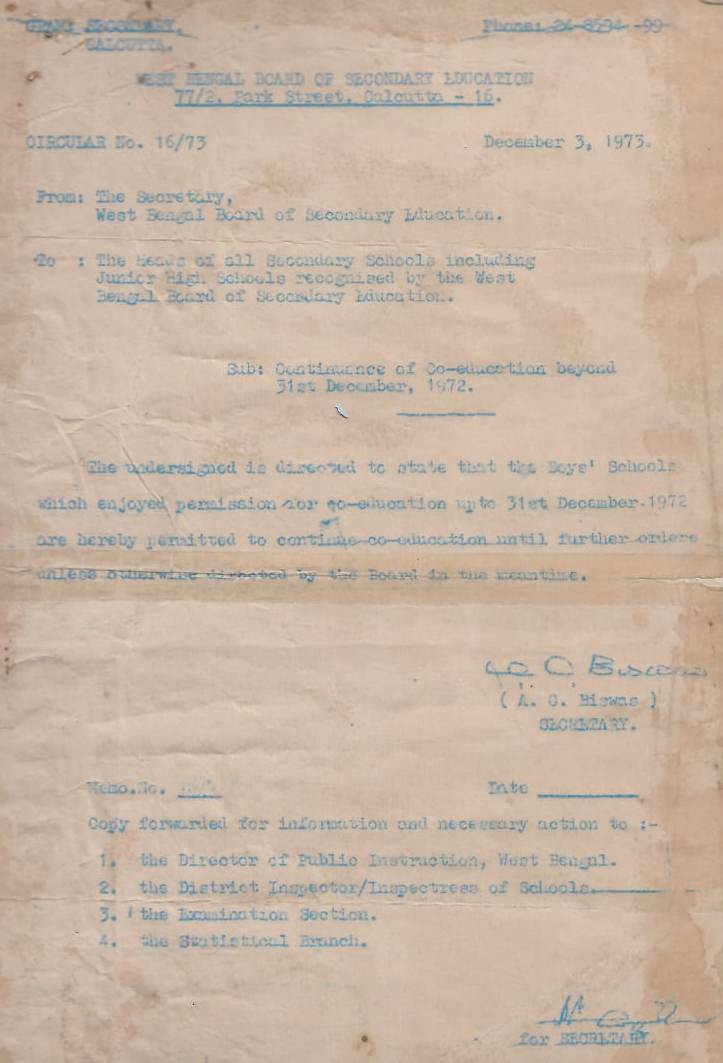 GRAM: SECONDARY,
CALCUTTA.
Phone: 24-8594 -99
WEST BENGAL BOARD OF SECONDARY EDUCATION
77/2, Park Street, Calcutta - 16.
CIRCULAR No. 16/73
December 3, 1973.
From: The Secretary,
West Bengal Board of Secondary Education.
To : The Heads of all Secondary Schools including
Junior High Schools recognised by the West
Bengal Board of Secondary Education.
Sub: Continuance of Co-education beyond
31st December, 1972.
The undersigned is directed to state that the Boys' Schools
which enjoyed permission for co-education upto 31st December.1972
are hereby permitted to continue co-education until further orders
unless otherwise directed by the Board in the meantime.
A C Biswas
( A. C. Biswas )
SECRETARY.
Memo.No.
Date
Copy forwarded for information and necessary action to :-
1. the Director of Public Instruction, West Bengal.
2. the District Inspector/Inspectress of Schools.
3. the Examination Section.
4. the Statistical Branch.
for SECRETARY.